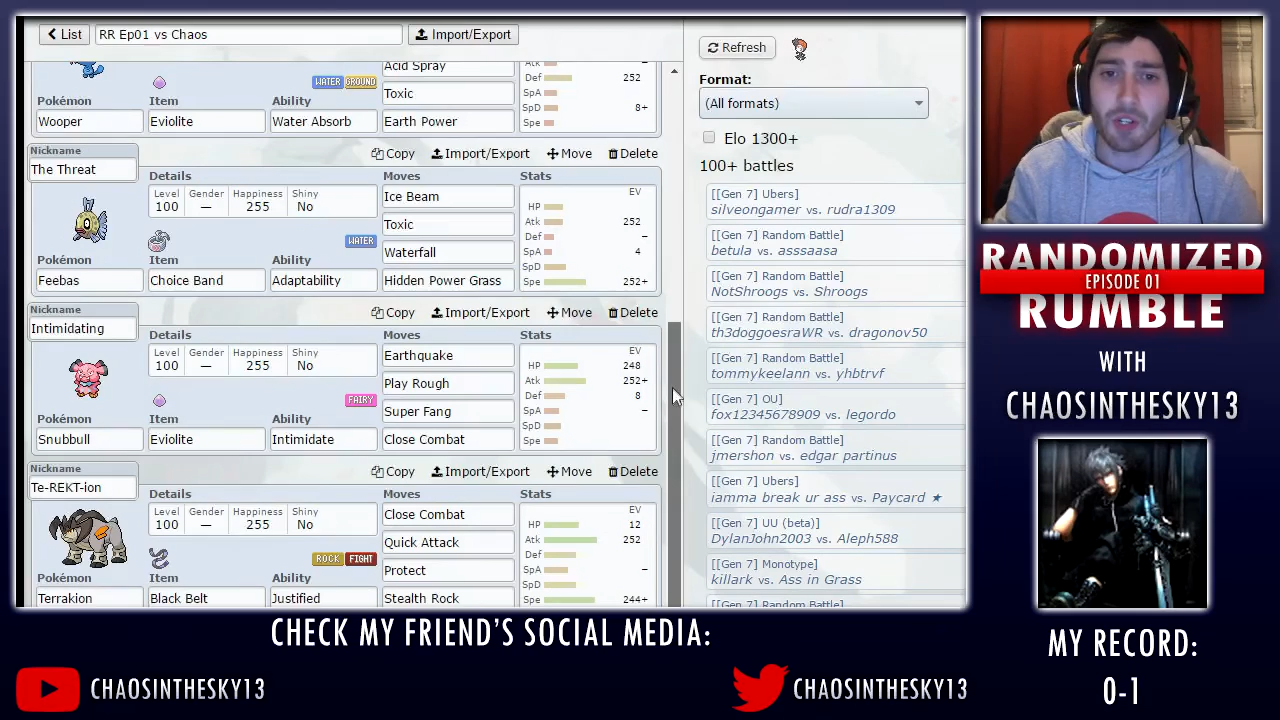 List
RR Ep01 vs Chaos
Import/Export
Acid Spray
Toxic
Earth Power
WATER GROUND
Atk
Def 252
SpA
SpD 8+
Spe
Pokémon Item Ability
Wooper Eviolite Water Absorb
Copy Import/Export Move Delete
Nickname
The Threat
Details Moves Stats
Level Gender Happiness Shiny
100 — 255 No
Ice Beam
Toxic
Waterfall
Hidden Power Grass
EV
HP
Atk 252
Def –
SpA 4
SpD
Spe 252+
WATER
Pokémon Item Ability
Feebas Choice Band Adaptability
Copy Import/Export Move Delete
Nickname
Intimidating
Details Moves Stats
Level Gender Happiness Shiny
100 — 255 No
Earthquake
Play Rough
Super Fang
Close Combat
EV
HP 248
Atk 252+
Def 8
SpA –
SpD
Spe
FAIRY
Pokémon Item Ability
Snubbull Eviolite Intimidate
Copy Import/Export Move Delete
Nickname
Te-REKT-ion
Details Moves Stats
Level Gender Happiness Shiny
100 — 255 No
Close Combat
Quick Attack
Protect
Stealth Rock
EV
HP 12
Atk 252
Def
SpA –
SpD
Spe 244+
ROCK FIGHT
Pokémon Item Ability
Terrakion Black Belt Justified
Refresh
Format:
(All formats)
Elo 1300+
100+ battles
[[Gen 7] Ubers]
silveongamer vs. rudra1309
[[Gen 7] Random Battle]
betula vs. asssaasa
[[Gen 7] Random Battle]
NotShroogs vs. Shroogs
[[Gen 7] Random Battle]
th3doggoesraWR vs. dragonov50
[[Gen 7] Random Battle]
tommykeelann vs. yhbtrvf
[[Gen 7] OU]
fox12345678909 vs. legordo
[[Gen 7] Random Battle]
jmershon vs. edgar partinus
[[Gen 7] Ubers]
iamma break ur ass vs. Paycard ★
[[Gen 7] UU (beta)]
DylanJohn2003 vs. Aleph588
[[Gen 7] Monotype]
killark vs. Ass in Grass
[[Gen 7] Random Battle]
RANDOMIZED
EPISODE 01
RUMBLE
WITH
CHAOSINTHESKY13
CHECK MY FRIEND'S SOCIAL MEDIA:
CHAOSINTHESKY13
CHAOSINTHESKY13
MY RECORD:
0-1